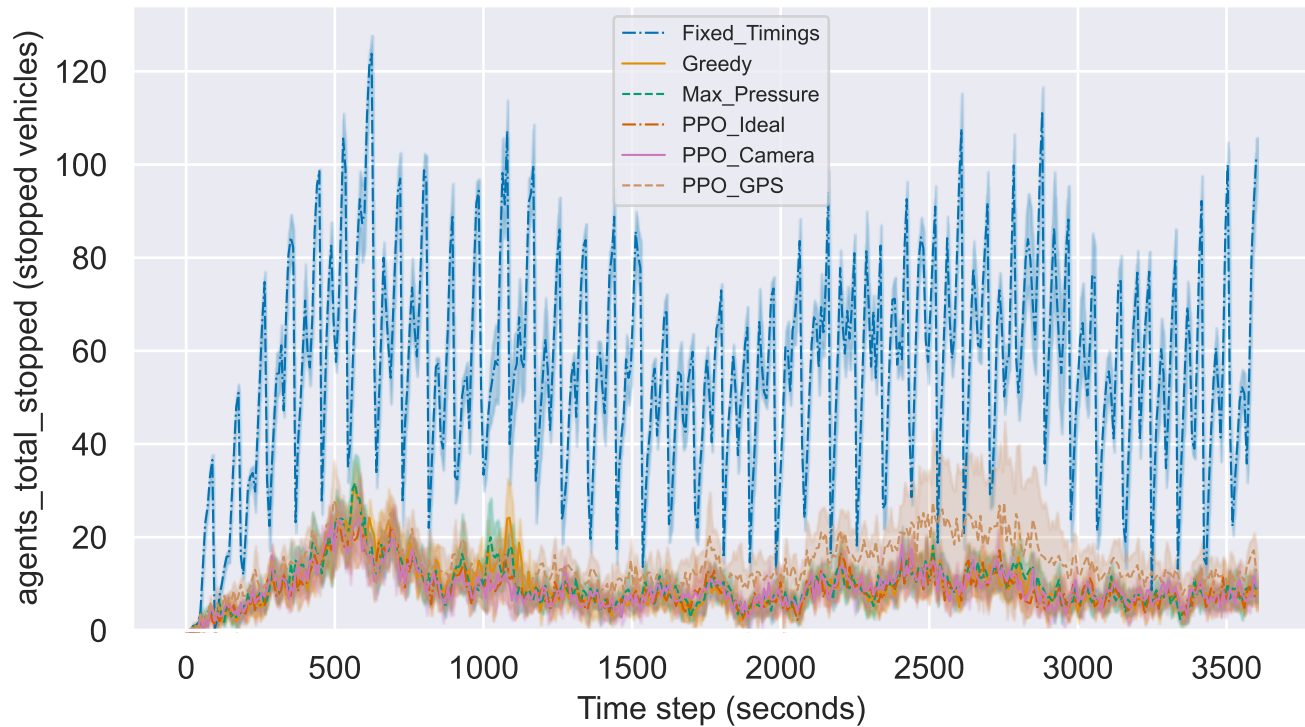 agents_total_stopped (stopped vehicles)
120
100
80
60
40
20
0
Fixed_Timings
Greedy
Max_Pressure
PPO_Ideal
PPO_Camera
PPO_GPS
0 500 1000 1500 2000 2500 3000 3500
Time step (seconds)